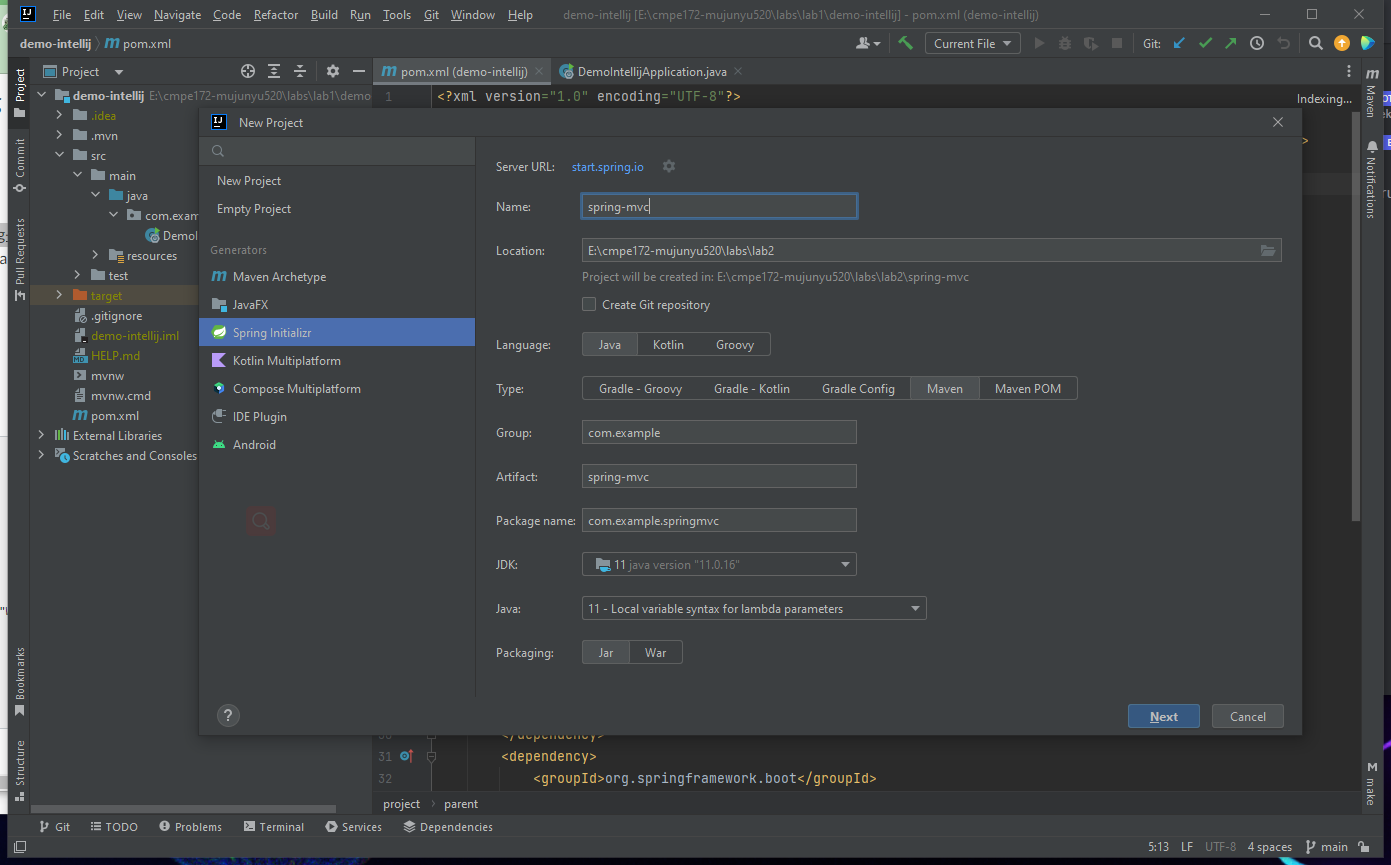 File Edit View Navigate Code Refactor Build Run Tools Git Window Help demo-intellij [E:\cmpe172-mujunyu520\labs\lab1\demo-intellij] - pom.xml (demo-intellij)
demo-intellij pom.xml Current File Git:
Project pom.xml (demo-intellij) DemoIntellijApplication.java
demo-intellij E:\cmpe172-mujunyu520\labs\lab1\demo
1 <?xml version="1.0" encoding="UTF-8"?>
Indexing...
.idea
.mvn
src
main
java
com.exam
DemoI
resources
test
target
.gitignore
demo-intellij.iml
HELP.md
mvnw
mvnw.cmd
pom.xml
External Libraries
Scratches and Consoles
Project
Commit
Pull Requests
Bookmarks
Structure
New Project
New Project
Empty Project
Generators
Maven Archetype
JavaFX
Spring Initializr
Kotlin Multiplatform
Compose Multiplatform
IDE Plugin
Android
Server URL: start.spring.io
Name: spring-mvc
Location: E:\cmpe172-mujunyu520\labs\lab2
Project will be created in: E:\cmpe172-mujunyu520\labs\lab2\spring-mvc
Create Git repository
Language: Java Kotlin Groovy
Type: Gradle - Groovy Gradle - Kotlin Gradle Config Maven Maven POM
Group: com.example
Artifact: spring-mvc
Package name: com.example.springmvc
JDK: 11 java version "11.0.16"
Java: 11 - Local variable syntax for lambda parameters
Packaging: Jar War
? Next Cancel
Maven
Notifications
make
</dependency>
31 <dependency>
32 <groupId>org.springframework.boot</groupId>
project parent
Git TODO Problems Terminal Services Dependencies
5:13 LF UTF-8 4 spaces main